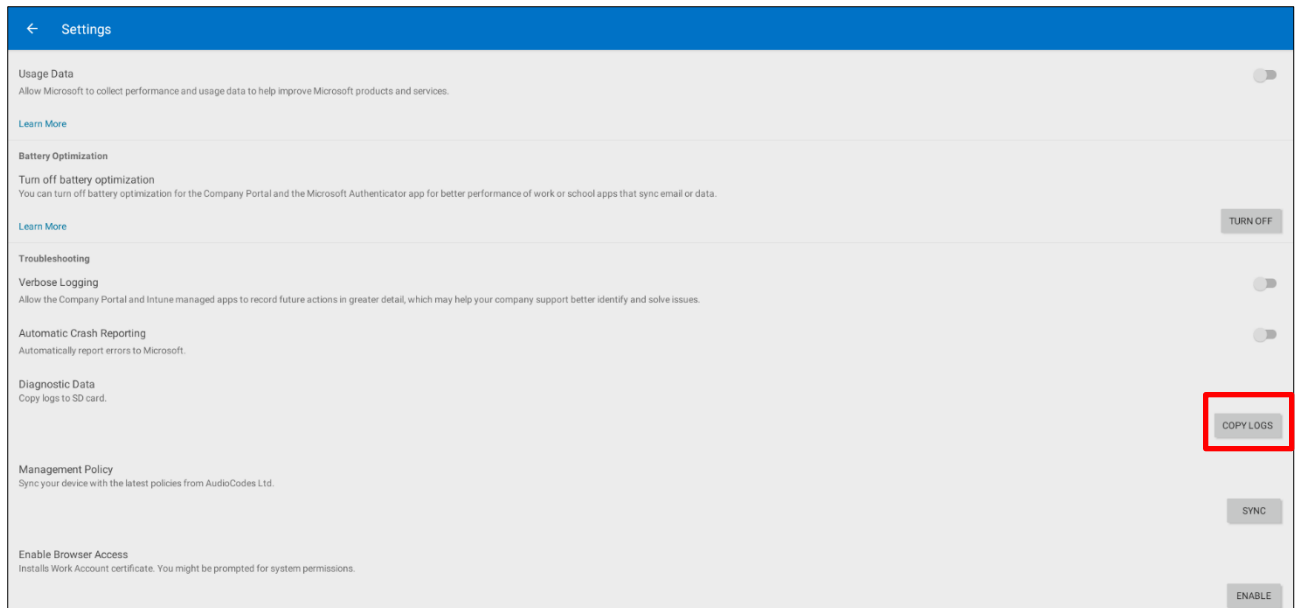 Settings
Usage Data
Allow Microsoft to collect performance and usage data to help improve Microsoft products and services.
Learn More
Battery Optimization
Turn off battery optimization
You can turn off battery optimization for the Company Portal and the Microsoft Authenticator app for better performance of work or school apps that sync email or data.
Learn More
TURN OFF
Troubleshooting
Verbose Logging
Allow the Company Portal and Intune managed apps to record future actions in greater detail, which may help your company support better identify and solve issues.
Automatic Crash Reporting
Automatically report errors to Microsoft.
Diagnostic Data
Copy logs to SD card.
COPY LOGS
Management Policy
Sync your device with the latest policies from AudioCodes Ltd.
SYNC
Enable Browser Access
Installs Work Account certificate. You might be prompted for system permissions.
ENABLE